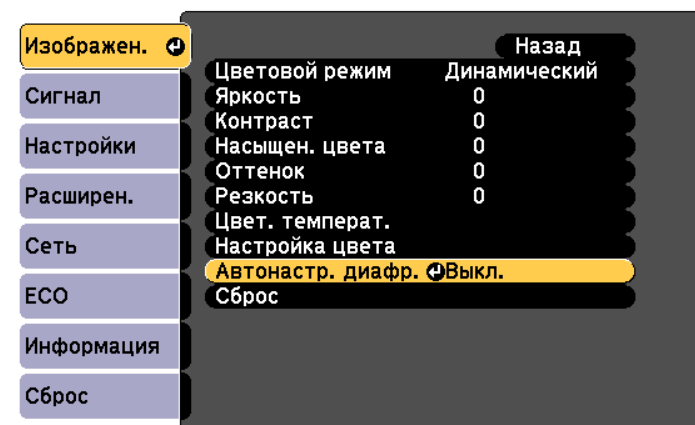 Изображен.
Сигнал
Настройки
Расширен.
Сеть
ECO
Информация
Сброс
Назад
Цветовой режим Динамический
Яркость 0
Контраст 0
Насыщен. цвета 0
Оттенок 0
Резкость 0
Цвет. температ.
Настройка цвета
Автонастр. диафр. Выкл.
Сброс